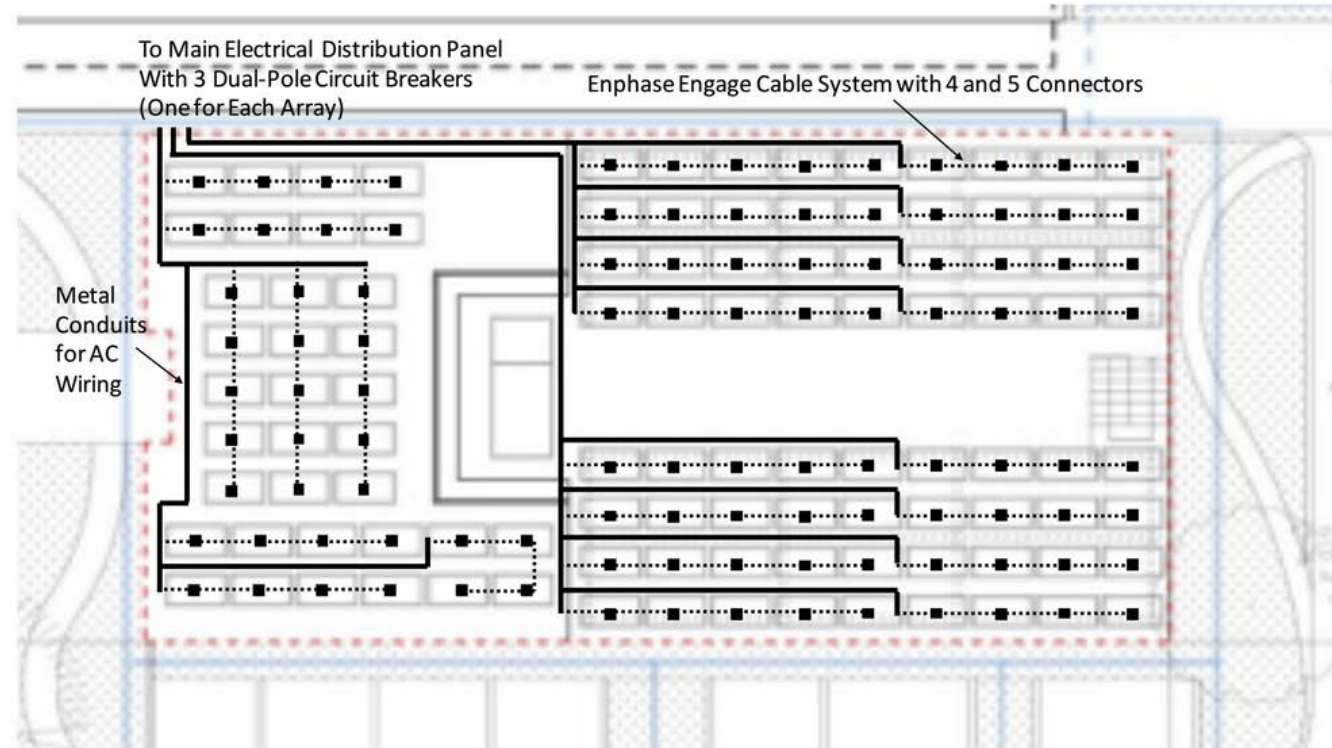 To Main Electrical Distribution Panel
With 3 Dual-Pole Circuit Breakers
(One for Each Array)
Enphase Engage Cable System with 4 and 5 Connectors
Metal
Conduits
for AC
Wiring